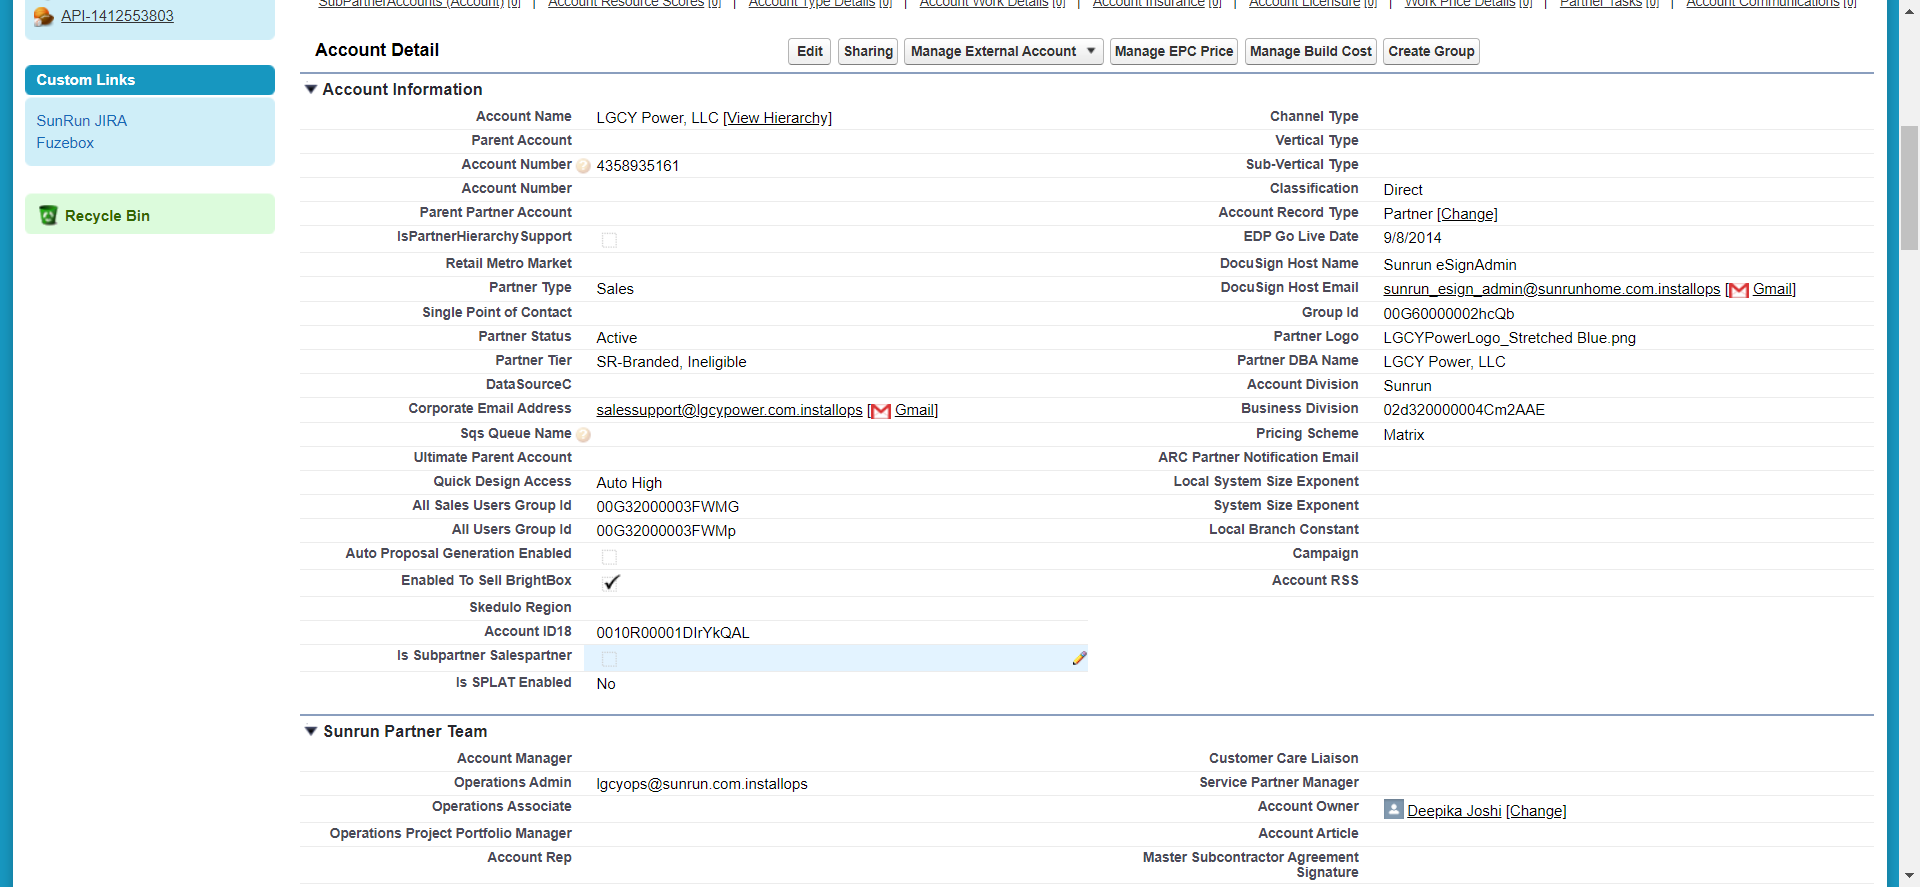 API-1412553803
SubPartnerAccounts (Account) [0] | Account Resource Scores [0] | Account Type Details [0] | Account Work Details [0] | Account Insurance [0] | Account Licensure [0] | Work Price Details [0] | Partner Tasks [0] | Account Communications [0]
Custom Links
SunRun JIRA
Fuzebox
Recycle Bin
Account Detail
Edit Sharing Manage External Account Manage EPC Price Manage Build Cost Create Group
Account Information
Account Name LGCY Power, LLC [View Hierarchy] Channel Type
Parent Account Vertical Type
Account Number ? 4358935161 Sub-Vertical Type
Account Number Classification Direct
Parent Partner Account Account Record Type Partner [Change]
IsPartnerHierarchySupport EDP Go Live Date 9/8/2014
Retail Metro Market DocuSign Host Name Sunrun eSignAdmin
Partner Type Sales DocuSign Host Email sunrun_esign_admin@sunrunhome.com.installops [Gmail]
Single Point of Contact Group Id 00G60000002hcQb
Partner Status Active Partner Logo LGCYPowerLogo_Stretched Blue.png
Partner Tier SR-Branded, Ineligible Partner DBA Name LGCY Power, LLC
DataSourceC Account Division Sunrun
Corporate Email Address salessupport@lgcypower.com.installops [Gmail] Business Division 02d320000004Cm2AAE
Sqs Queue Name ? Pricing Scheme Matrix
Ultimate Parent Account ARC Partner Notification Email
Quick Design Access Auto High Local System Size Exponent
All Sales Users Group Id 00G32000003FWMG System Size Exponent
All Users Group Id 00G32000003FWMp Local Branch Constant
Auto Proposal Generation Enabled Campaign
Enabled To Sell BrightBox Account RSS
Skedulo Region
Account ID18 0010R00001DIrYkQAL
Is Subpartner Salespartner
Is SPLAT Enabled No
Sunrun Partner Team
Account Manager Customer Care Liaison
Operations Admin lgcyops@sunrun.com.installops Service Partner Manager
Operations Associate Account Owner Deepika Joshi [Change]
Operations Project Portfolio Manager Account Article
Account Rep Master Subcontractor Agreement
Signature